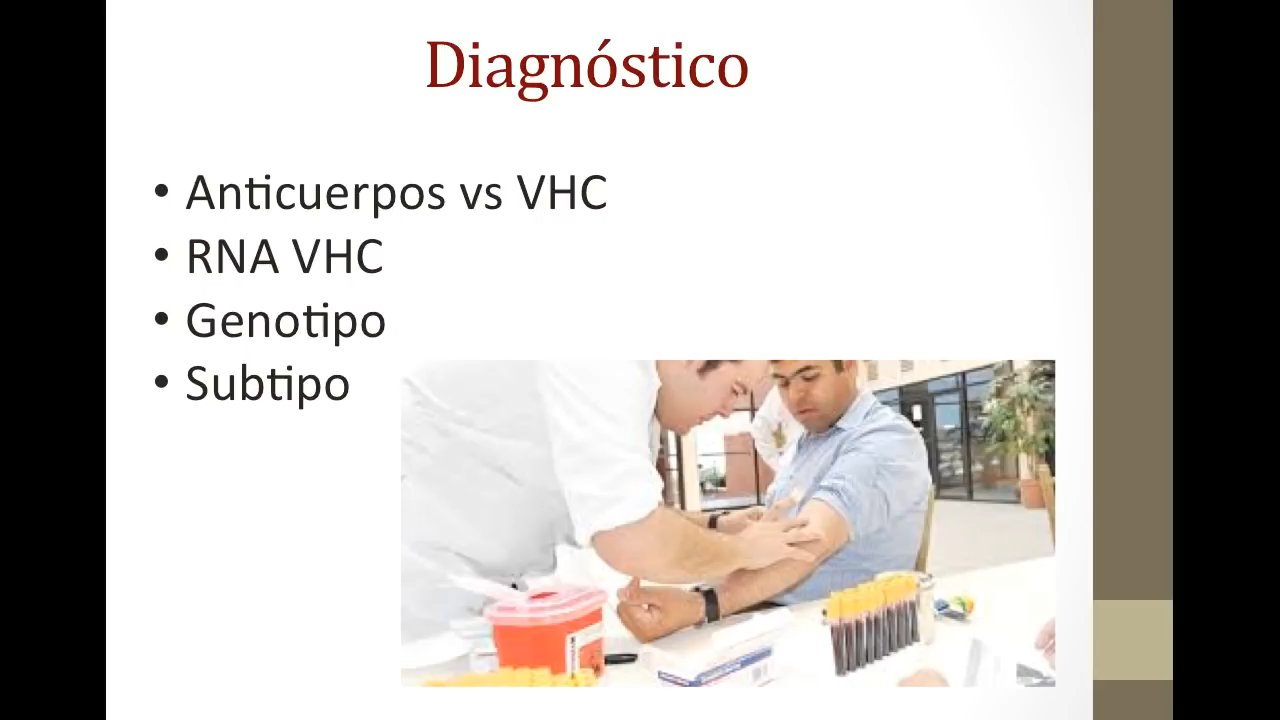 Diagnóstico
• Anticuerpos vs VHC
• RNA VHC
• Genotipo
• Subtipo